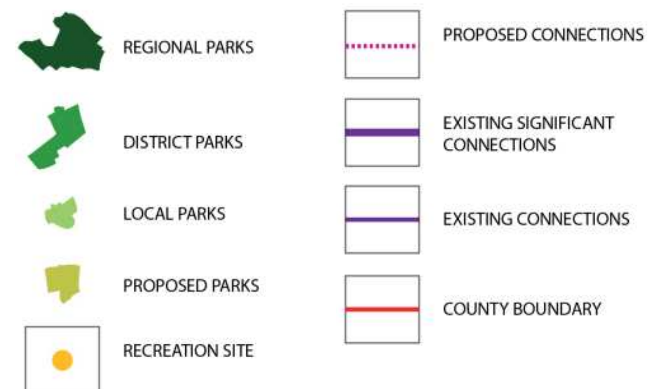 REGIONAL PARKS
DISTRICT PARKS
LOCAL PARKS
PROPOSED PARKS
RECREATION SITE
PROPOSED CONNECTIONS
EXISTING SIGNIFICANT
CONNECTIONS
EXISTING CONNECTIONS
COUNTY BOUNDARY